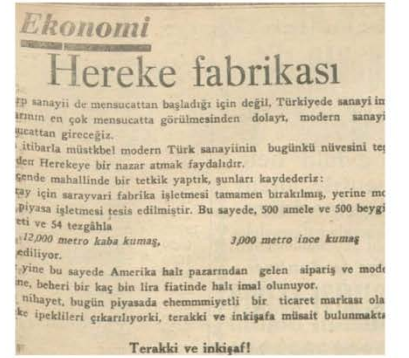 Ekonomi
Hereke fabrikası
sanayii de mensucattan başladığı için değil, Türkiyede sanayi
en çok mensucatta görülmesinden dolayı, modern sanayi
gireceğiz.
itibarla müstkbel modern Türk sanayiinin bugünkü nüvesini
Herekeye bir nazar atmak faydalıdır.
mahallinde bir tetkik yaptık, şunları kaydederiz:
için sarayvari fabrika işletmesi tamamen bırakılmış, yerine
piyasa işletmesi tesis edilmiştir. Bu sayede, 500 amele ve 500
ve 54 tezgâhla
12,000 metro kaba kumaş, 3,000 metro ince kumaş
ediliyor.
yine bu sayede Amerika halı pazarından gelen sipariş ve
beheri bir kaç bin lira fiatinde halı imal olunuyor.
nihayet, bugün piyasada ehemmmiyetli bir ticaret markası
ipeklileri çıkarılıyorki, terakki ve inkişafa müsait
Terakki ve inkişaf!